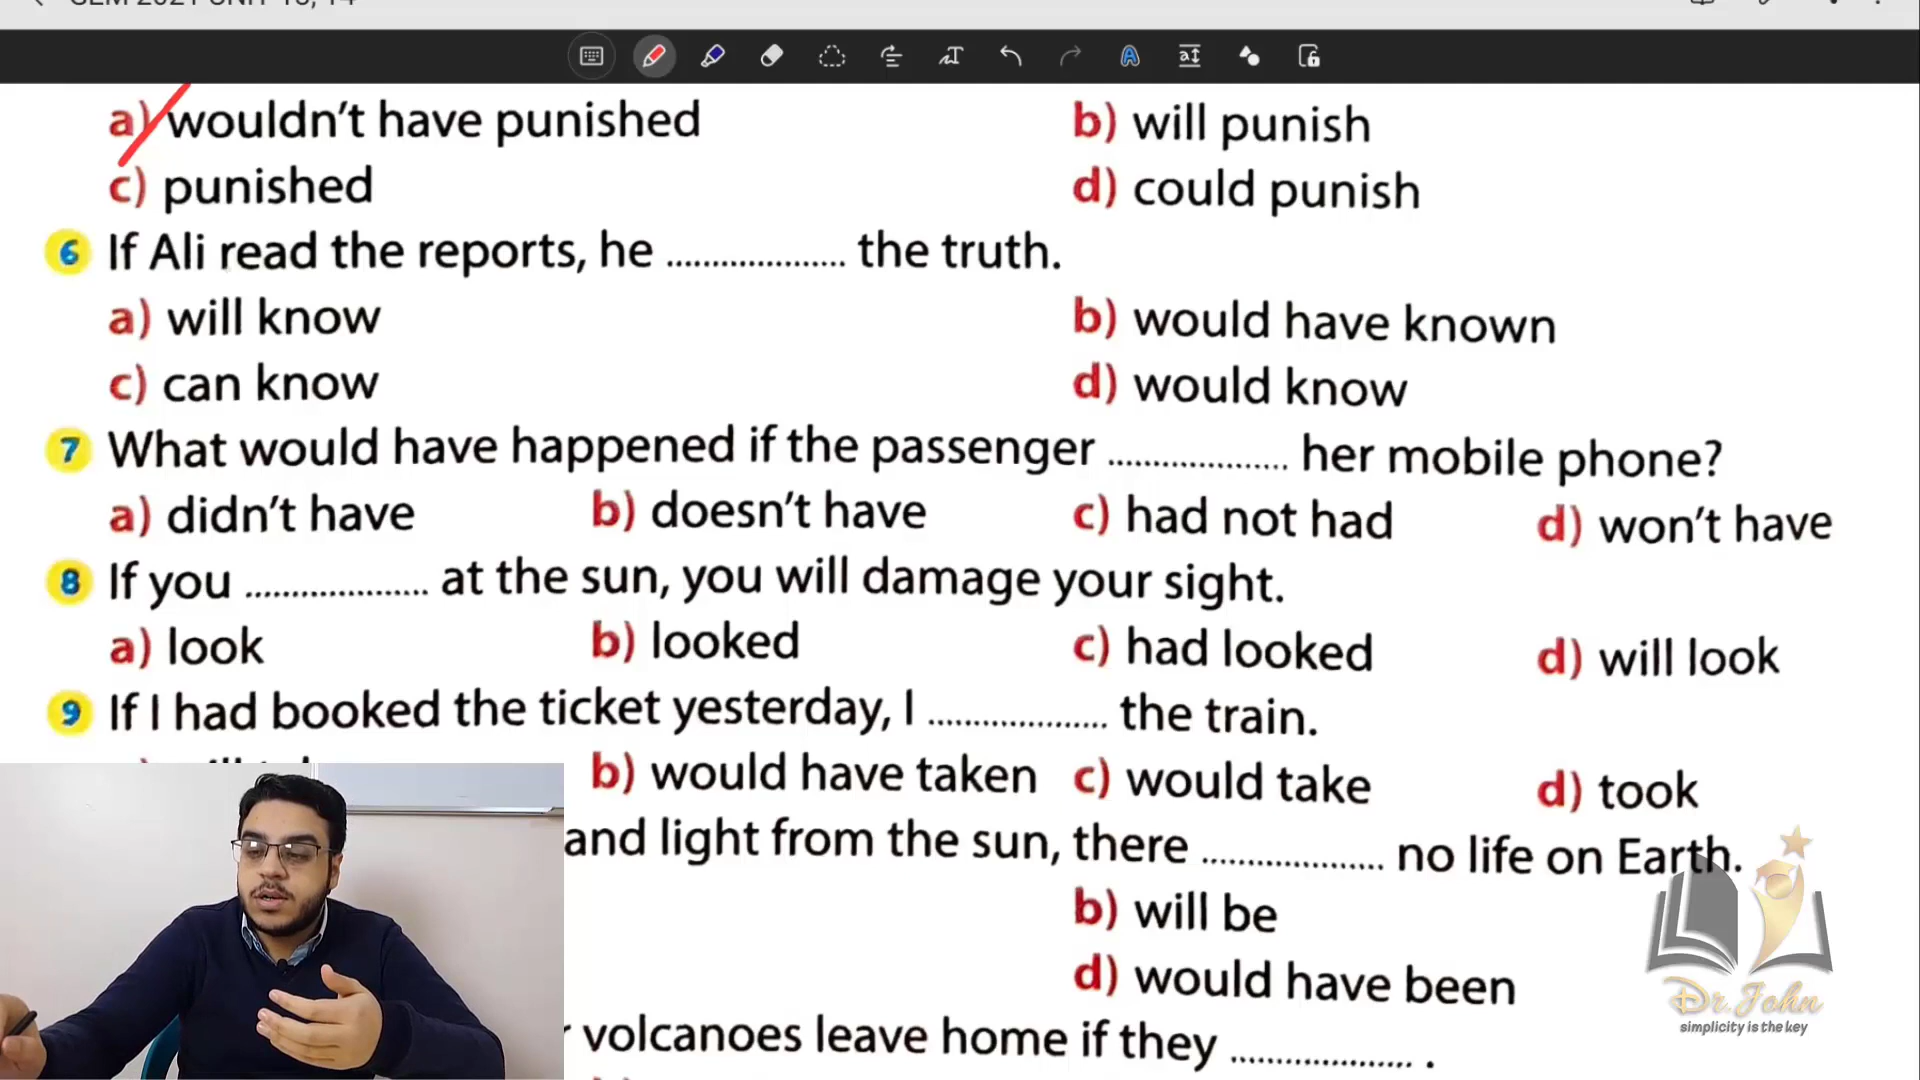 a) wouldn't have punished b) will punish
c) punished d) could punish
6 If Ali read the reports, he .................... the truth.
a) will know b) would have known
c) can know d) would know
7 What would have happened if the passenger .................... her mobile phone?
a) didn't have b) doesn't have c) had not had d) won't have
8 If you .................... at the sun, you will damage your sight.
a) look b) looked c) had looked d) will look
9 If I had booked the ticket yesterday, I .................... the train.
b) would have taken c) would take d) took
and light from the sun, there .................... no life on Earth.
b) will be
d) would have been
volcanoes leave home if they .................... .
Dr. John
simplicity is the key